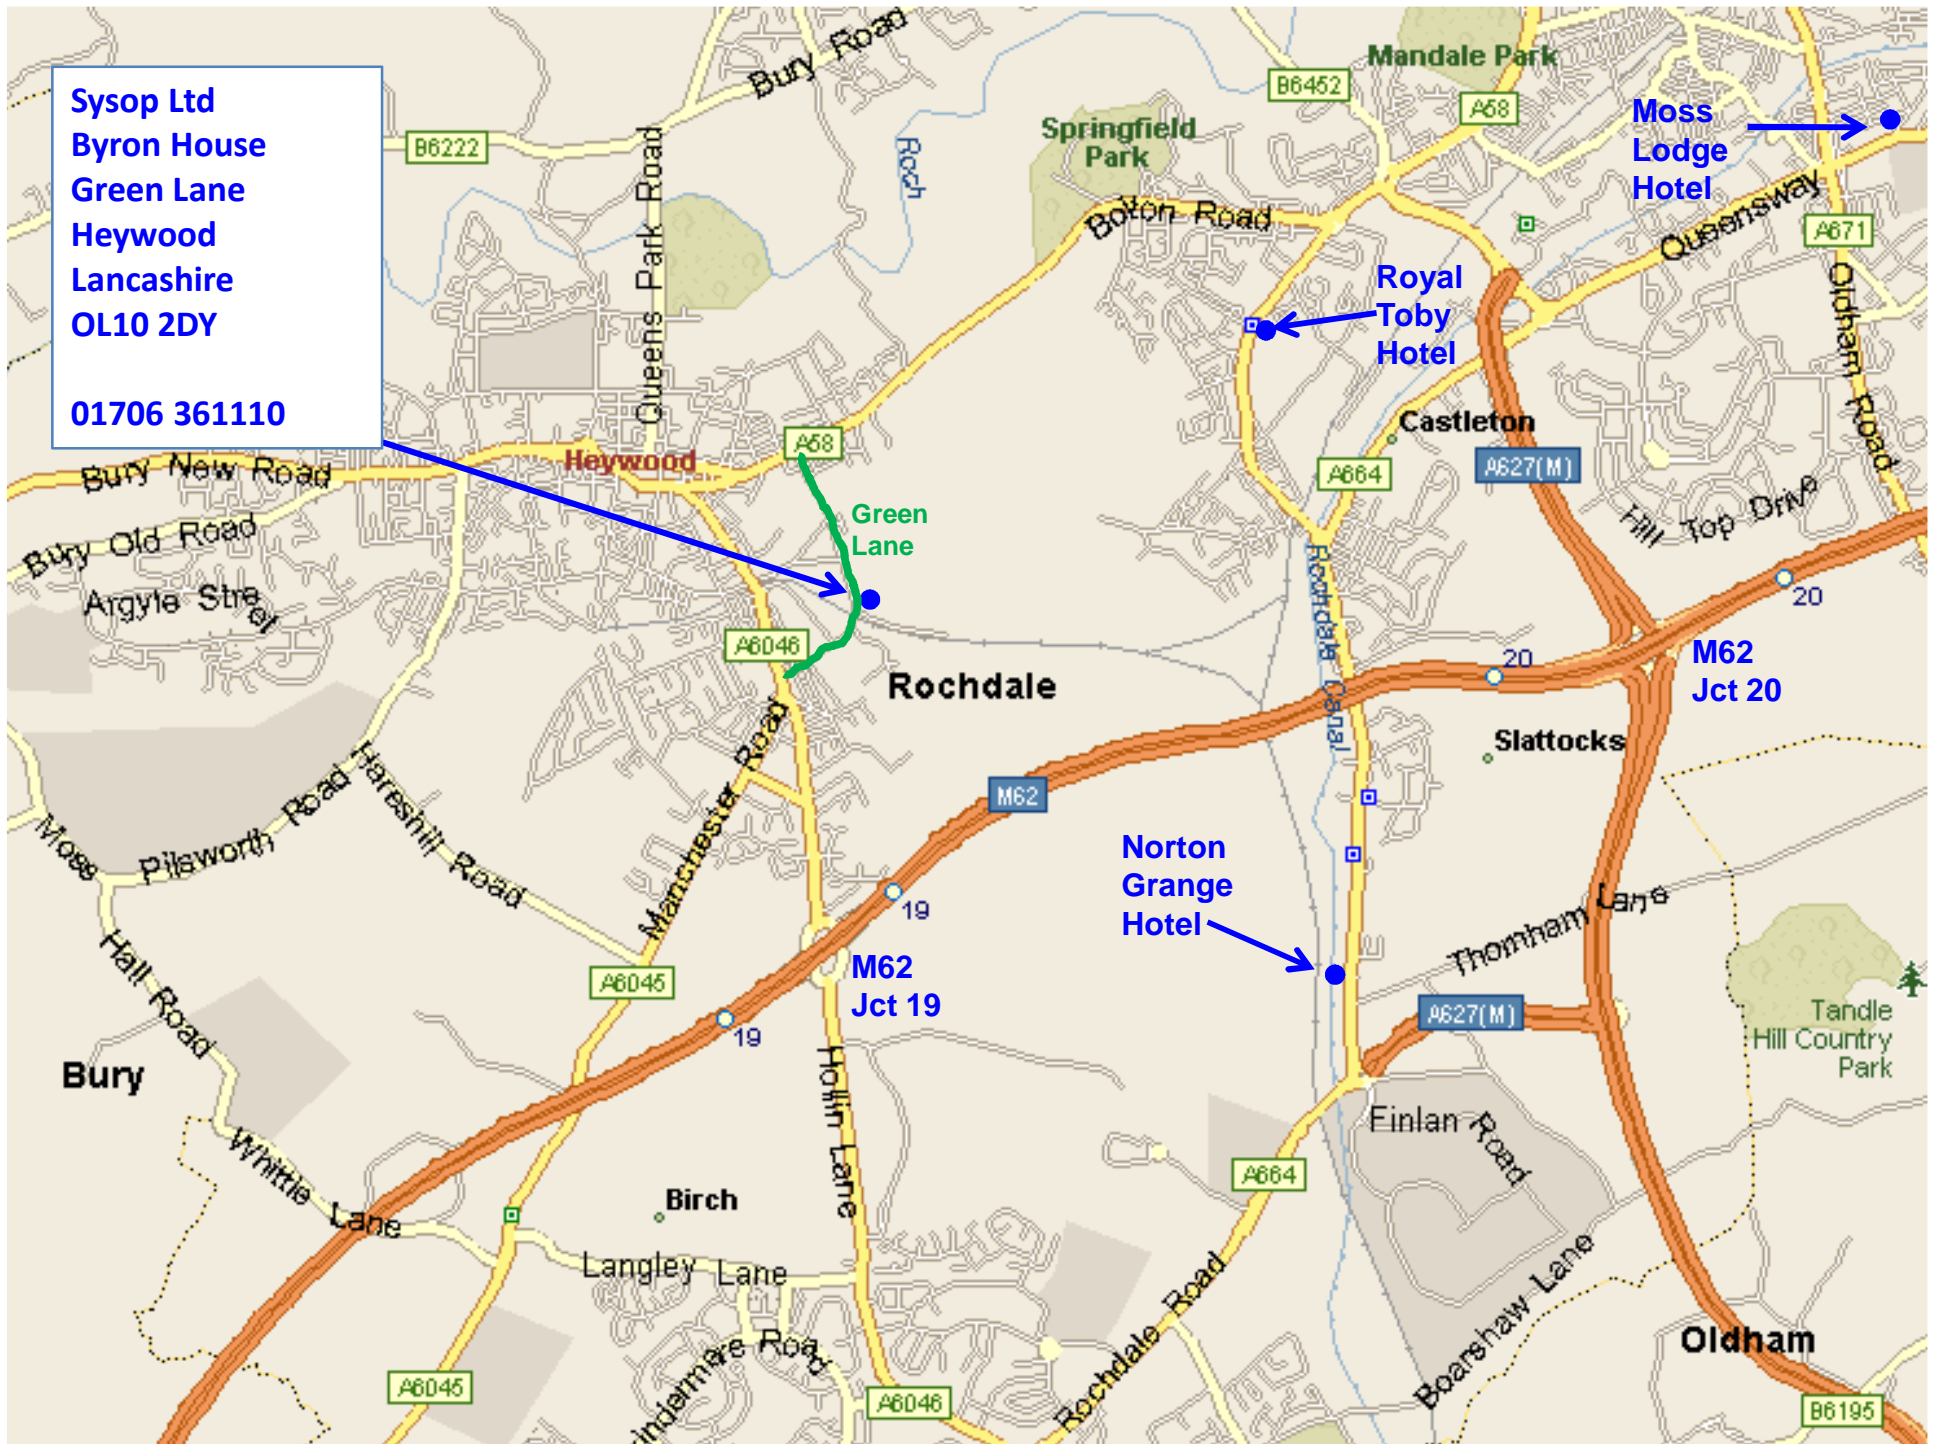 Sysop Ltd
Byron House
Green Lane
Heywood
Lancashire
OL10 2DY
01706 361110
Bury Road
B6222
Queens Park Road
Roch
Springfield
Park
Mandale Park
B6452
A58
Moss
Lodge
Hotel
Bolton Road
Queensway
A671
Oldham Road
Royal
Toby
Hotel
Castleton
A664
A627(M)
Hill Top Drive
A58
Heywood
Bury New Road
Bury Old Road
Argyle Street
Green
Lane
A6046
Rochdale
Rochdale Canal
20
20
M62
Jct 20
Slattocks
M62
Manchester Road
Hareshill Road
Pilsworth Road
Moss
Hall Road
19
M62
Jct 19
19
A6045
Norton
Grange
Hotel
Thornham Lane
A627(M)
Tandle
Hill Country
Park
Bury
Whittle Lane
Hollin Lane
Birch
Langley Lane
Finlan Road
A664
Rochdale Road
Boarshaw Lane
Oldham
B6195
A6045
A6046